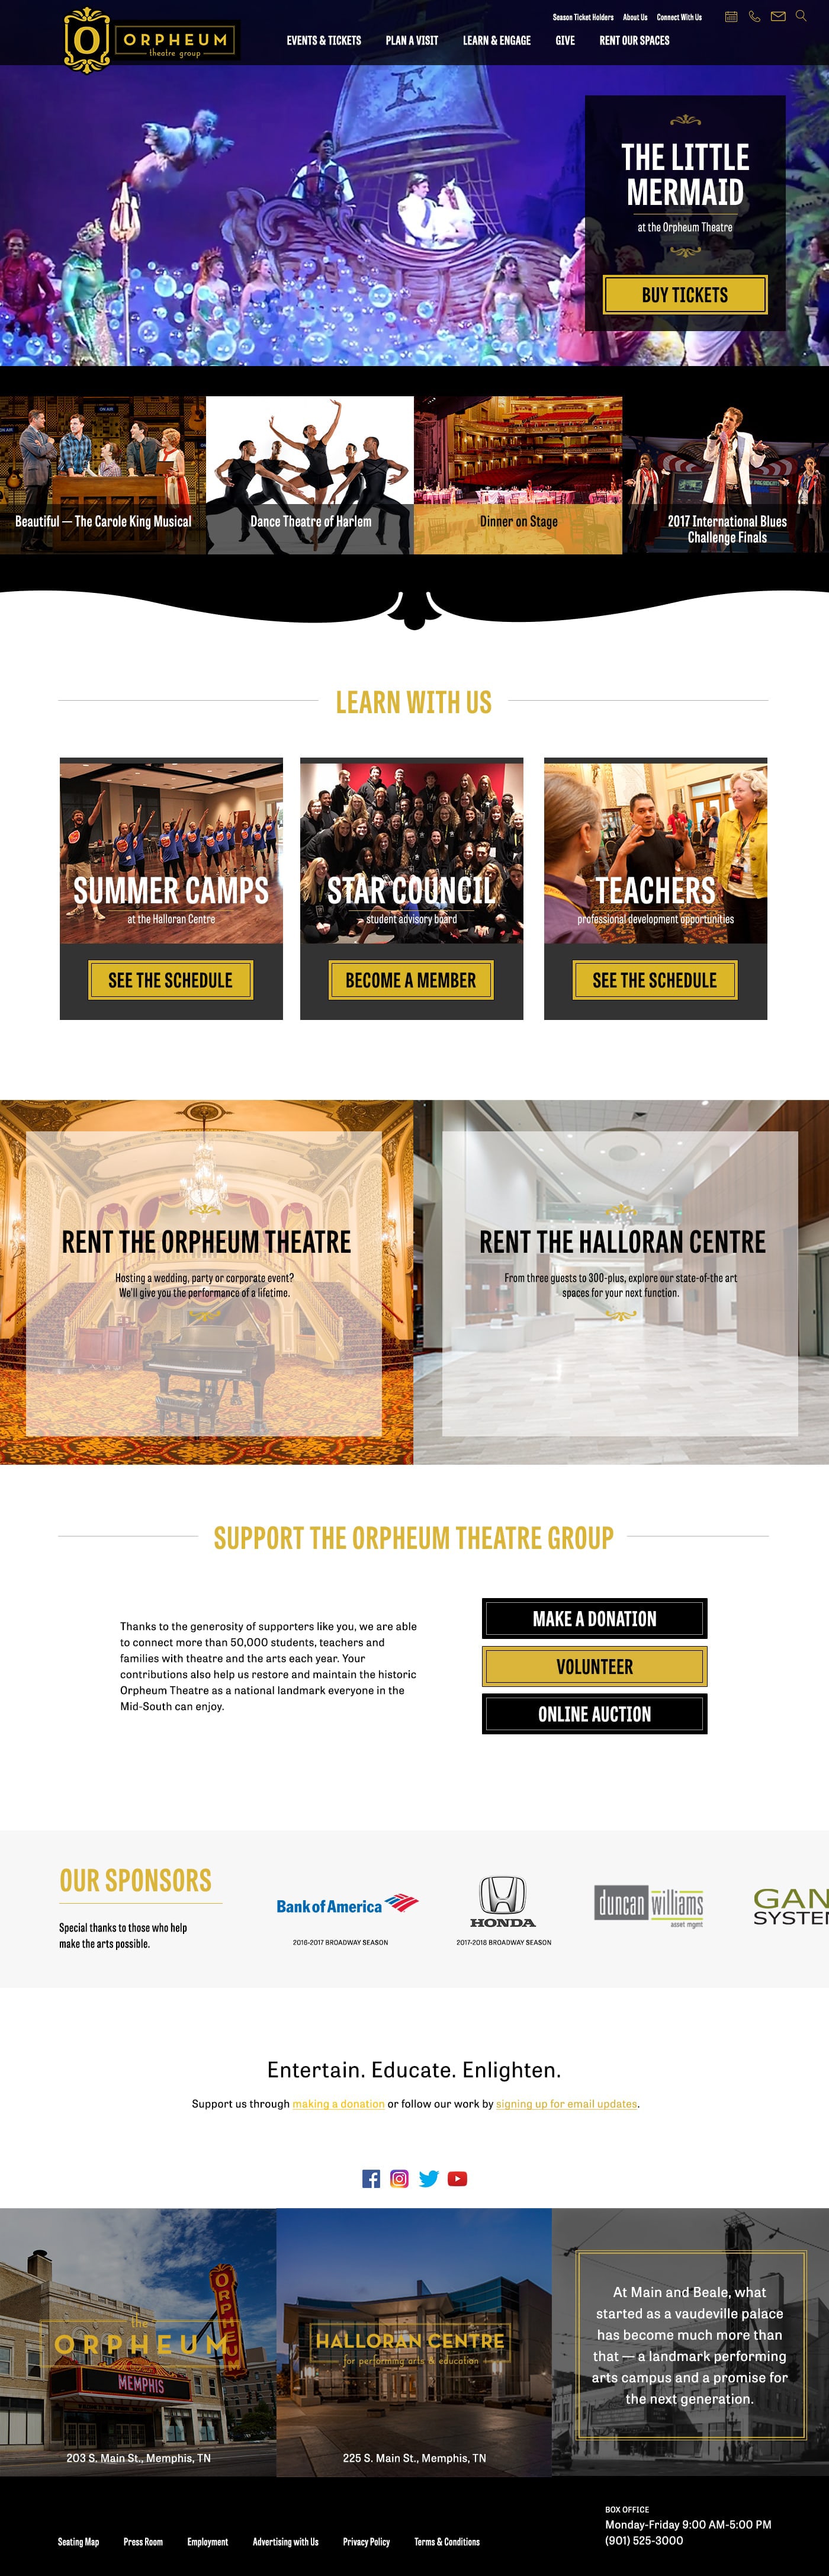 Season Ticket Holders About Us Connect With Us
O ORPHEUM
theatre group
EVENTS & TICKETS PLAN A VISIT LEARN & ENGAGE GIVE RENT OUR SPACES
E
THE LITTLE
MERMAID
at the Orpheum Theatre
BUY TICKETS
ON AIR
ON AIR
Beautiful — The Carole King Musical
Dance Theatre of Harlem
Dinner on Stage
2017 International Blues
Challenge Finals
LEARN WITH US
SUMMER CAMPS
at the Halloran Centre
SEE THE SCHEDULE
STAR COUNCIL
student advisory board
BECOME A MEMBER
TEACHERS
professional development opportunities
SEE THE SCHEDULE
RENT THE ORPHEUM THEATRE
Hosting a wedding, party or corporate event?
We'll give you the performance of a lifetime.
RENT THE HALLORAN CENTRE
From three guests to 300-plus, explore our state-of-the art
spaces for your next function.
SUPPORT THE ORPHEUM THEATRE GROUP
Thanks to the generosity of supporters like you, we are able
to connect more than 50,000 students, teachers and
families with theatre and the arts each year. Your
contributions also help us restore and maintain the historic
Orpheum Theatre as a national landmark everyone in the
Mid-South can enjoy.
MAKE A DONATION
VOLUNTEER
ONLINE AUCTION
OUR SPONSORS
Special thanks to those who help
make the arts possible.
Bank of America
2016-2017 BROADWAY SEASON
HONDA
2017-2018 BROADWAY SEASON
duncan williams
asset mgmt
GAN
SYSTEM
Entertain. Educate. Enlighten.
Support us through making a donation or follow our work by signing up for email updates.
ORPHEUM
the
ORPHEUM
MEMPHIS
203 S. Main St., Memphis, TN
HALLORAN CENTRE
for performing arts & education
225 S. Main St., Memphis, TN
At Main and Beale, what
started as a vaudeville palace
has become much more than
that — a landmark performing
arts campus and a promise for
the next generation.
Seating Map Press Room Employment Advertising with Us Privacy Policy Terms & Conditions
BOX OFFICE
Monday-Friday 9:00 AM-5:00 PM
(901) 525-3000